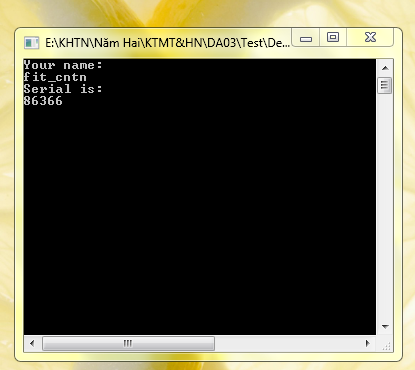 E:\KHTN\Năm Hai\KTMT&HN\DA03\Test\De...
Your name:
fit_cntn
Serial is:
86366